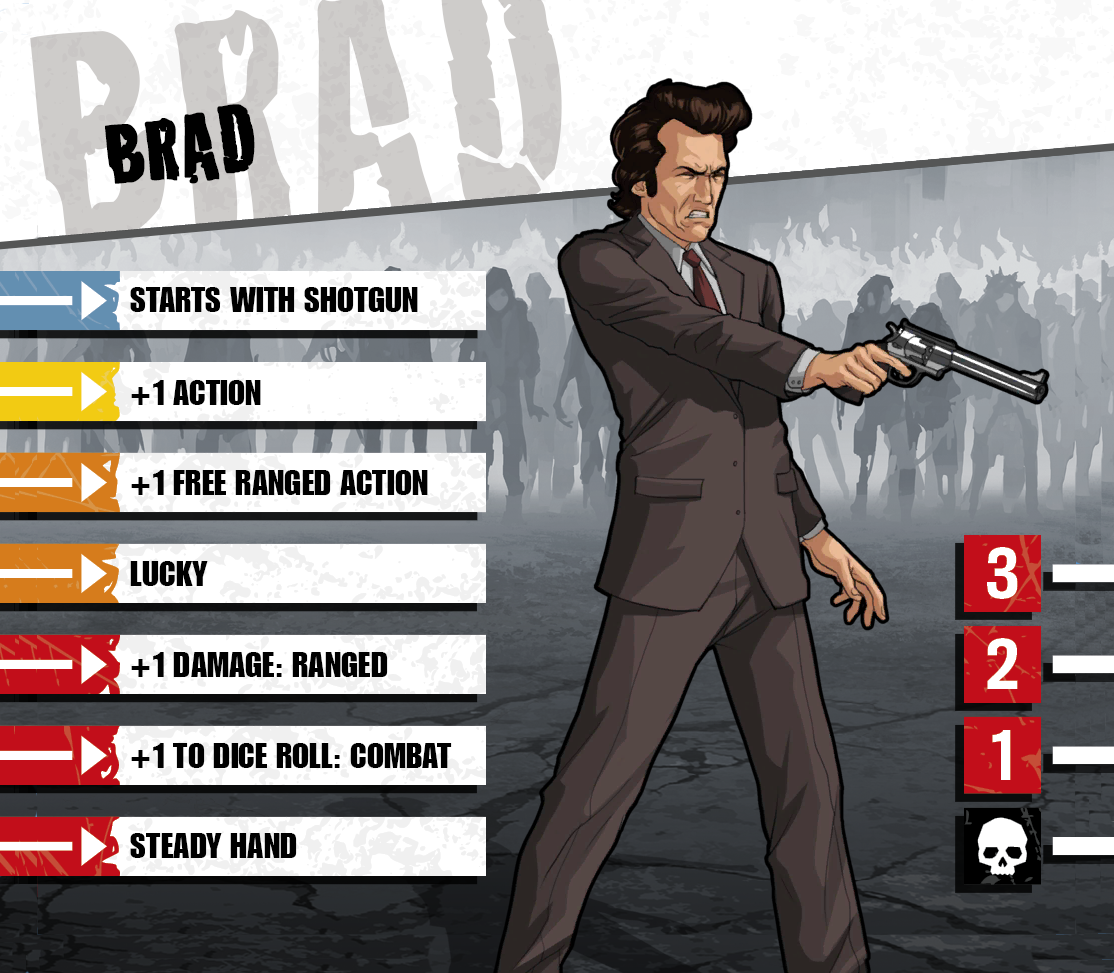 BRAD
BRAD
STARTS WITH SHOTGUN
+1 ACTION
+1 FREE RANGED ACTION
LUCKY
+1 DAMAGE: RANGED
+1 TO DICE ROLL: COMBAT
STEADY HAND
3
2
1